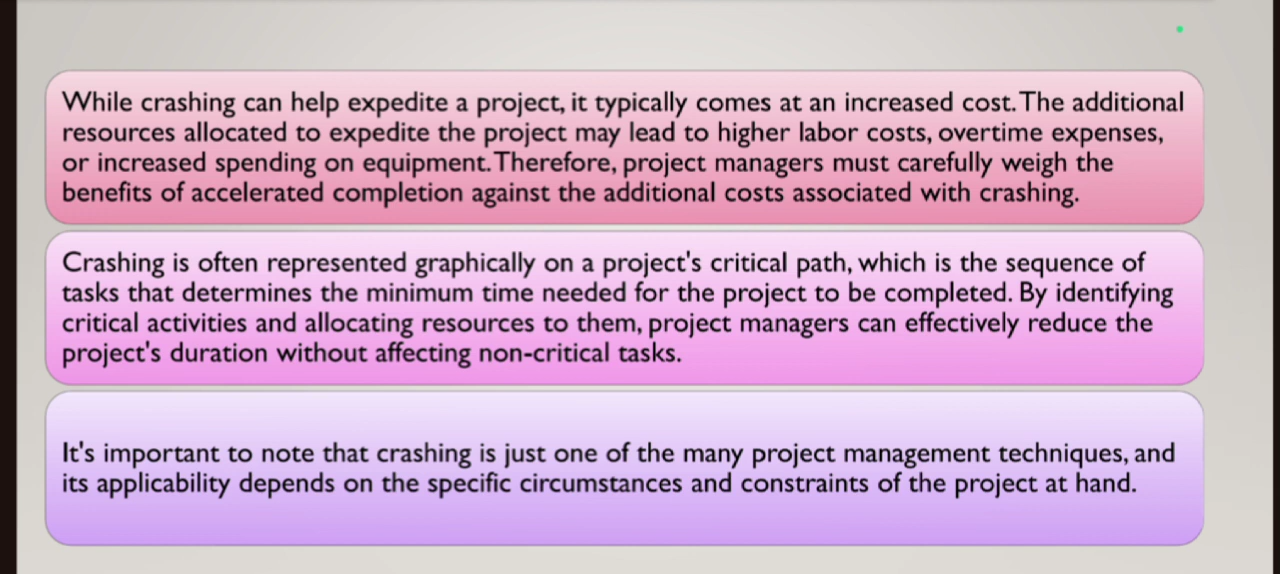 While crashing can help expedite a project, it typically comes at an increased cost. The additional
resources allocated to expedite the project may lead to higher labor costs, overtime expenses,
or increased spending on equipment. Therefore, project managers must carefully weigh the
benefits of accelerated completion against the additional costs associated with crashing.
Crashing is often represented graphically on a project's critical path, which is the sequence of
tasks that determines the minimum time needed for the project to be completed. By identifying
critical activities and allocating resources to them, project managers can effectively reduce the
project's duration without affecting non-critical tasks.
It's important to note that crashing is just one of the many project management techniques, and
its applicability depends on the specific circumstances and constraints of the project at hand.